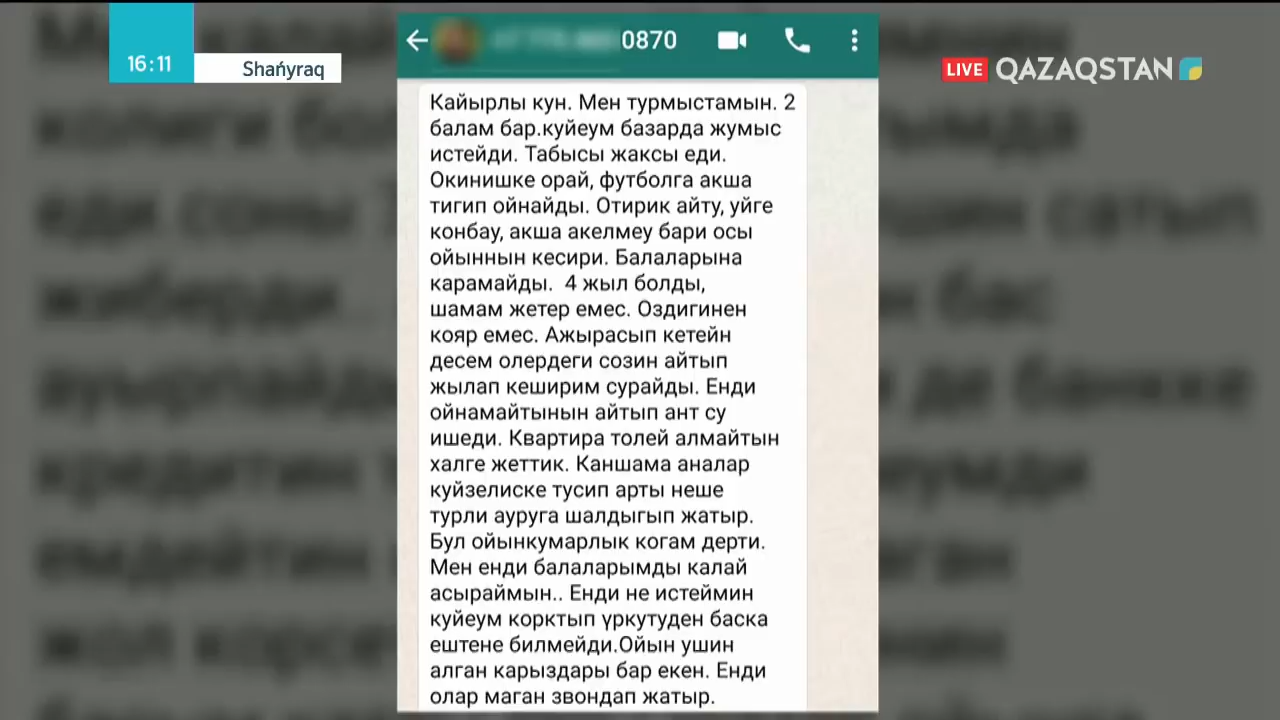 16:11
Shańyraq
0870
LIVE QAZAQSTAN
Кайырлы кун. Мен турмыстамын. 2
балам бар.куйеум базарда жумыс
истейди. Табысы жаксы еди.
Окинишке орай, футболга акша
тигип ойнайды. Отирик айту, уйге
конбау, акша акелмеу бари осы
ойыннын кесири. Балаларына
карамайды. 4 жыл болды,
шамам жетер емес. Оздигинен
кояр емес. Ажырасып кетейн
десем олердеги созин айтып
жылап кеширим сурайды. Енди
ойнамайтынын айтып ант су
ишеди. Квартира толей алмайтын
халге жеттик. Каншама аналар
куйзелиске тусип арты неше
турли ауруга шалдыгып жатыр.
Бул ойынкумарлык когам дерти.
Мен енди балаларымды калай
асыраймын.. Енди не истеймин
куйеум корктып үркутуден баска
ештене билмейди.Ойын ушин
алган карыздары бар екен. Енди
олар маган звондап жатыр.